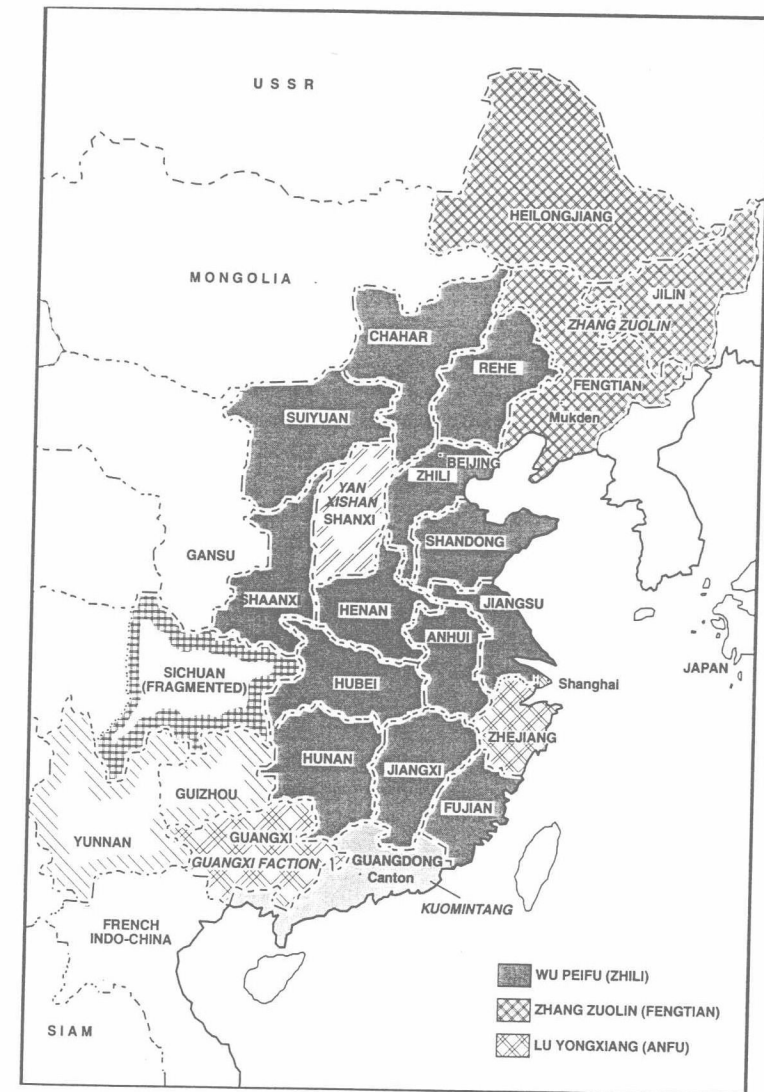 USSR
HEILONGJIANG
MONGOLIA
JILIN
ZHANG ZUOLIN
CHAHAR
REHE
FENGTIAN
Mukden
SUIYUAN
BEIJING
ZHILI
YAN
XISHAN
SHANXI
SHANDONG
GANSU
SHAANXI
HENAN
JIANGSU
ANHUI
SICHUAN
(FRAGMENTED)
HUBEI
Shanghai
JAPAN
ZHEJIANG
HUNAN
JIANGXI
GUIZHOU
FUJIAN
YUNNAN
GUANGXI
GUANGXI FACTION
GUANGDONG
Canton
KUOMINTANG
FRENCH
INDO-CHINA
SIAM
WU PEIFU (ZHILI)
ZHANG ZUOLIN (FENGTIAN)
LU YONGXIANG (ANFU)